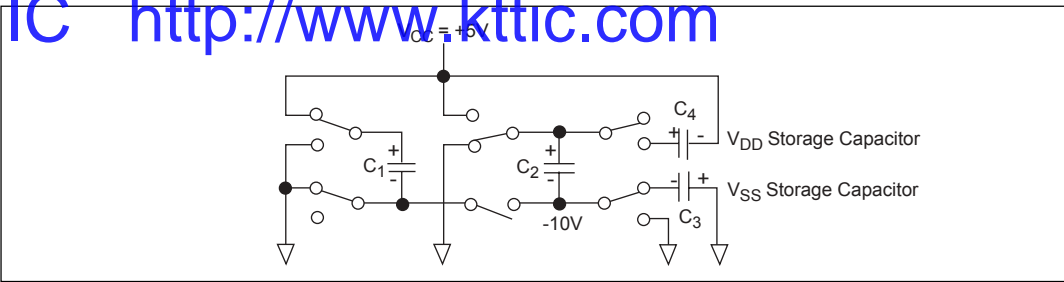 IC http://www.kttic.com
VCC = +5V
C4
+ -
VDD Storage Capacitor
+
C1
-
+
C2
-
- +
VSS Storage Capacitor
C3
-10V